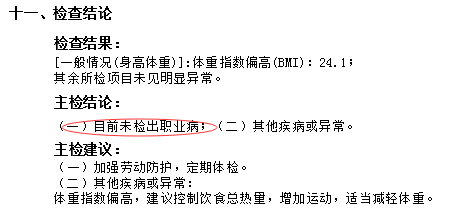 十一、检查结论
检查结果：
[一般情况(身高体重)]:体重指数偏高(BMI)：24.1；
其余所检项目未见明显异常。
主检结论：
（一）目前未检出职业病；（二）其他疾病或异常。
主检建议：
（一）加强劳动防护，定期体检。
（二）其他疾病或异常：
体重指数偏高，建议控制饮食总热量，增加运动，适当减轻体重。